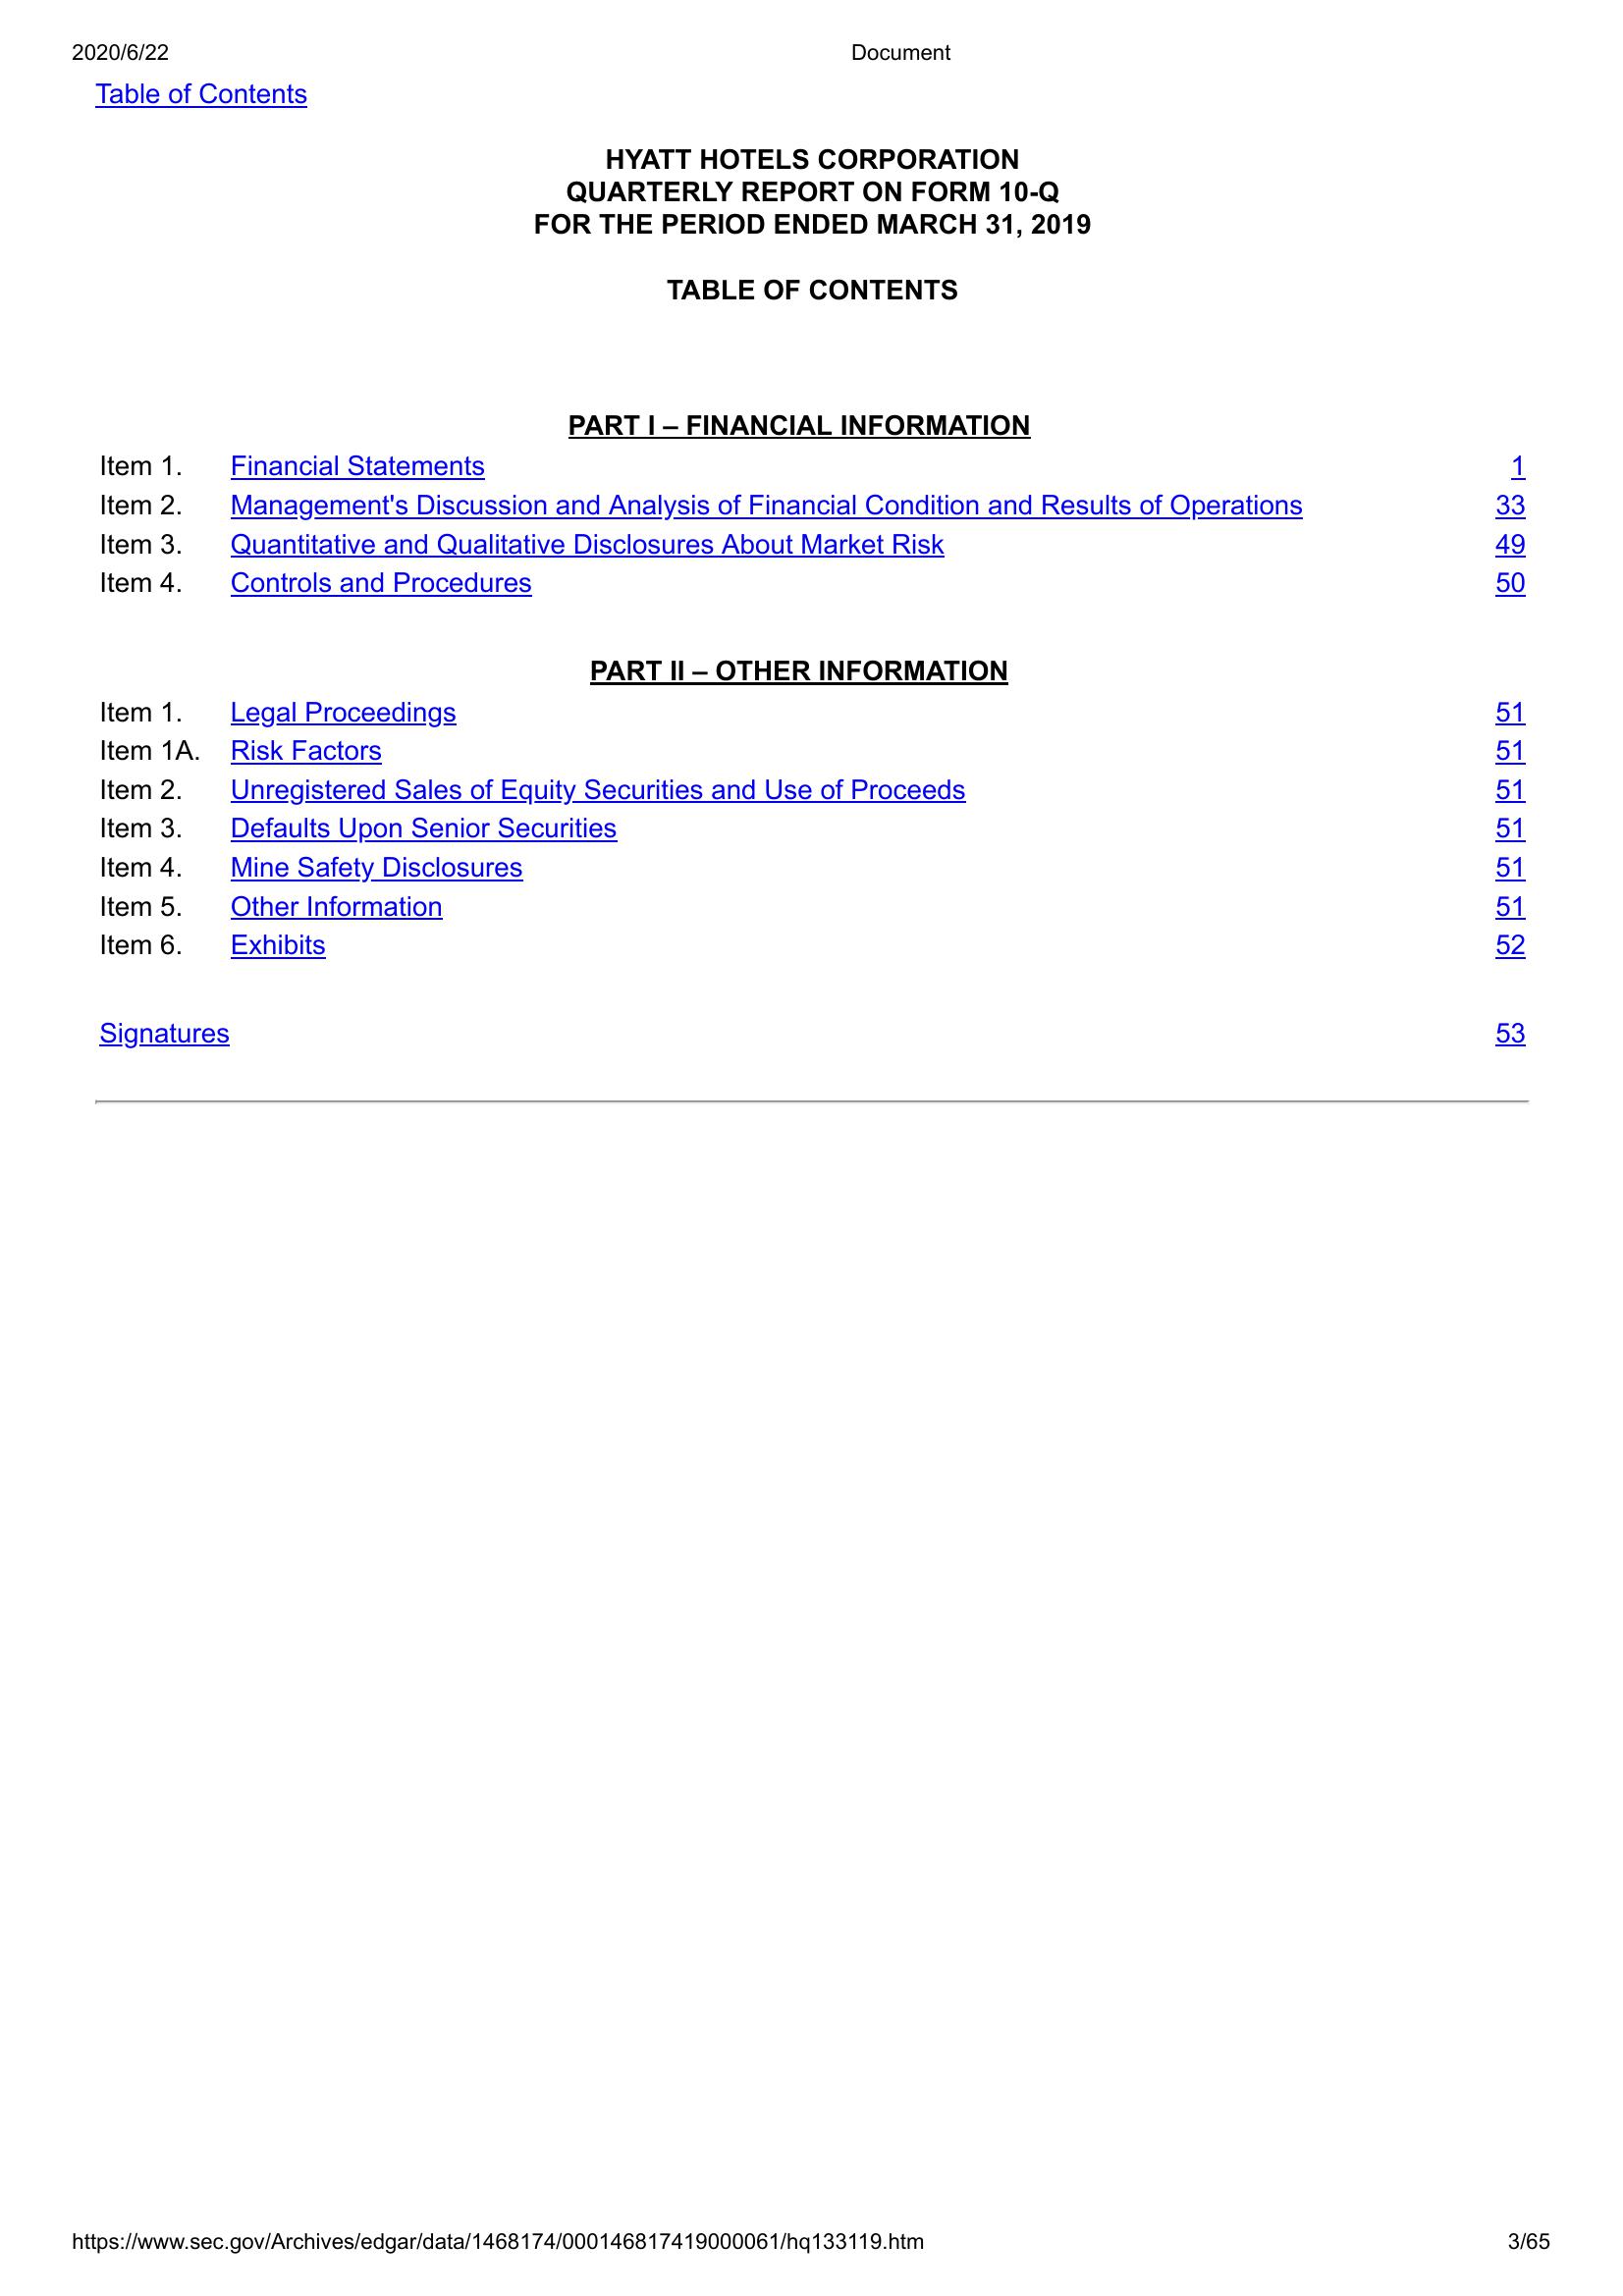 2020/6/22 Document
Table of Contents
HYATT HOTELS CORPORATION
QUARTERLY REPORT ON FORM 10-Q
FOR THE PERIOD ENDED MARCH 31, 2019
TABLE OF CONTENTS
PART I – FINANCIAL INFORMATION
Item 1. Financial Statements 1
Item 2. Management's Discussion and Analysis of Financial Condition and Results of Operations 33
Item 3. Quantitative and Qualitative Disclosures About Market Risk 49
Item 4. Controls and Procedures 50
PART II – OTHER INFORMATION
Item 1. Legal Proceedings 51
Item 1A. Risk Factors 51
Item 2. Unregistered Sales of Equity Securities and Use of Proceeds 51
Item 3. Defaults Upon Senior Securities 51
Item 4. Mine Safety Disclosures 51
Item 5. Other Information 51
Item 6. Exhibits 52
Signatures 53
https://www.sec.gov/Archives/edgar/data/1468174/000146817419000061/hq133119.htm 3/65